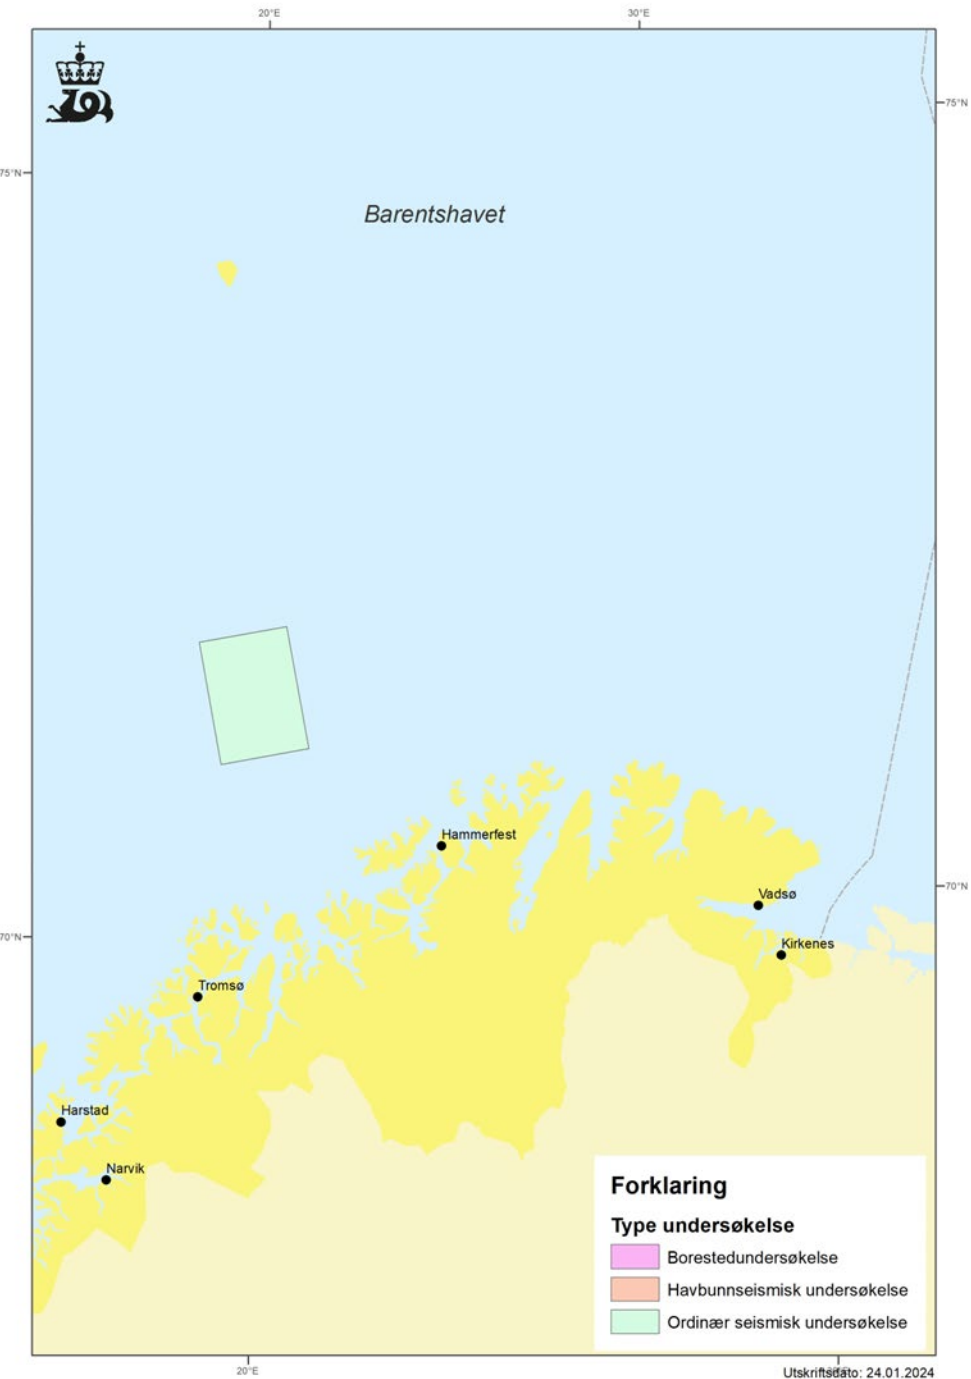 20°E
30°E
75°N
75°N
Barentshavet
Hammerfest
70°N
Vadsø
70°N
Kirkenes
Tromsø
Harstad
Narvik
Forklaring
Type undersøkelse
Borestedundersøkelse
Havbunnseismisk undersøkelse
Ordinær seismisk undersøkelse
20°E
Utskriftsdato: 24.01.2024